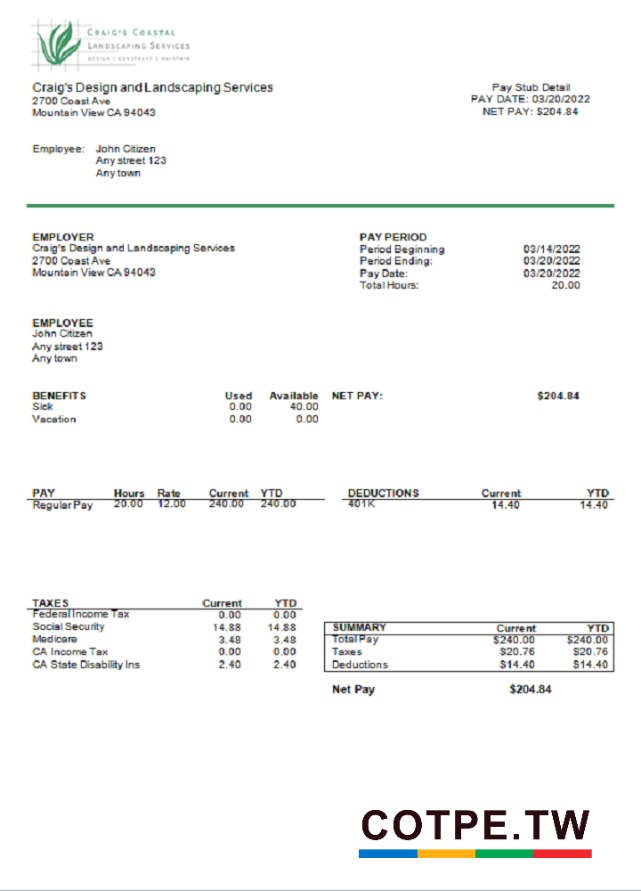 CRAIG'S COASTAL
LANDSCAPING SERVICES
DESIGN | CONSTRUCT | MAINTAIN
Craig's Design and Landscaping Services
2700 Coast Ave
Mountain View CA 94043
Pay Stub Detail
PAY DATE: 03/20/2022
NET PAY: $204.84
Employee: John Citizen
Any street 123
Any town
EMPLOYER
Craig's Design and Landscaping Services
2700 Coast Ave
Mountain View CA 94043
PAY PERIOD
Period Beginning 03/14/2022
Period Ending: 03/20/2022
Pay Date: 03/20/2022
Total Hours: 20.00
EMPLOYEE
John Citizen
Any street 123
Any town
BENEFITS Used Available
Sick 0.00 40.00
Vacation 0.00 0.00
NET PAY: $204.84
PAY Hours Rate Current YTD
Regular Pay 20.00 12.00 240.00 240.00
DEDUCTIONS Current YTD
401K 14.40 14.40
TAXES Current YTD
Federal Income Tax 0.00 0.00
Social Security 14.88 14.88
Medicare 3.48 3.48
CA Income Tax 0.00 0.00
CA State Disability Ins 2.40 2.40
SUMMARY Current YTD
Total Pay $240.00 $240.00
Taxes $20.76 $20.76
Deductions $14.40 $14.40
Net Pay $204.84
COTPE.TW